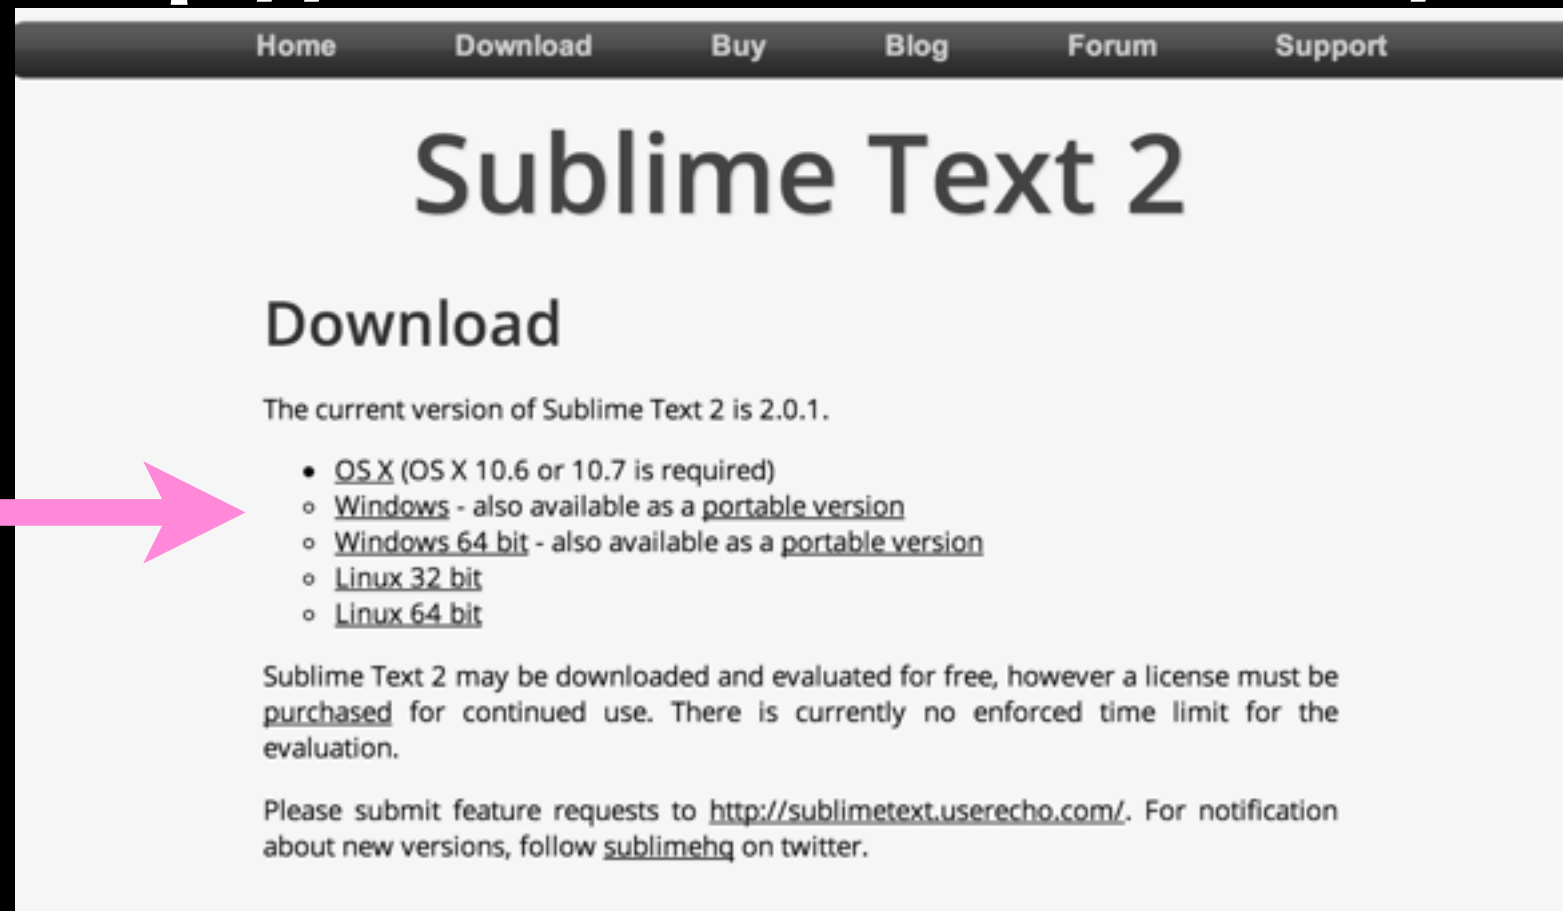 Home Download Buy Blog Forum Support
Sublime Text 2
Download
The current version of Sublime Text 2 is 2.0.1.
• OS X (OS X 10.6 or 10.7 is required)
◦ Windows - also available as a portable version
◦ Windows 64 bit - also available as a portable version
◦ Linux 32 bit
◦ Linux 64 bit
Sublime Text 2 may be downloaded and evaluated for free, however a license must be
purchased for continued use. There is currently no enforced time limit for the
evaluation.
Please submit feature requests to http://sublimetext.userecho.com/. For notification
about new versions, follow sublimehq on twitter.